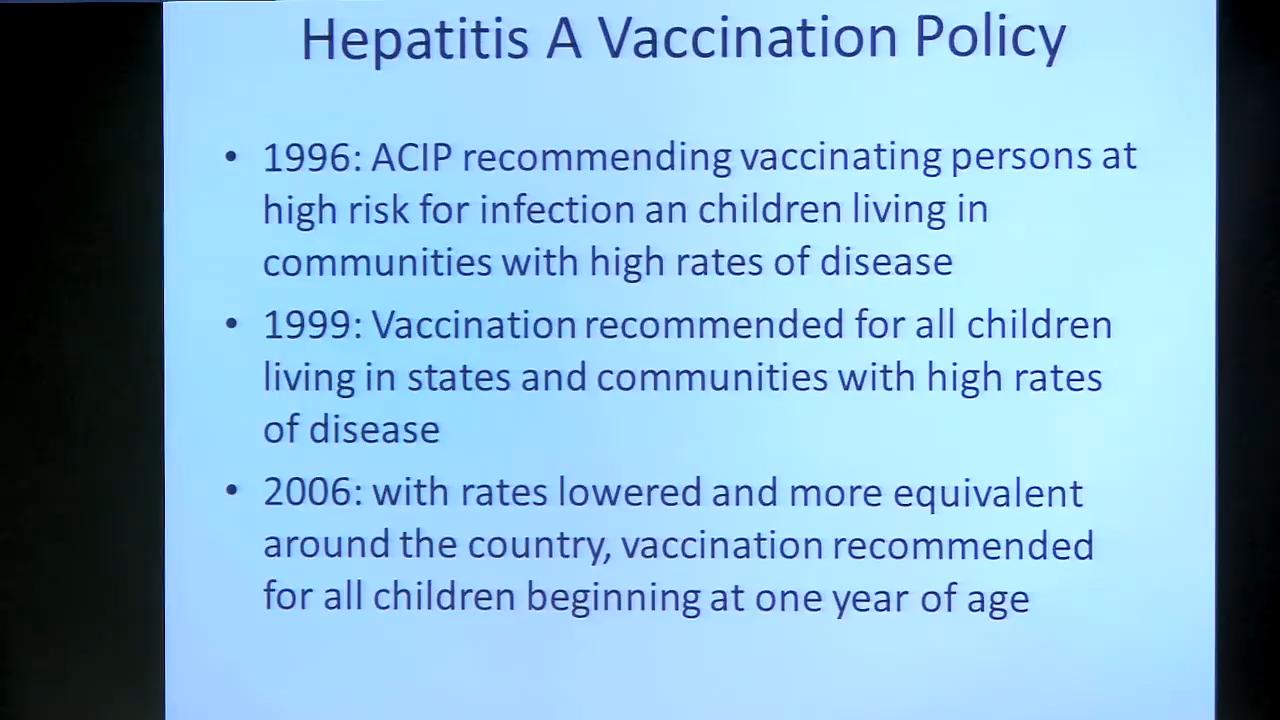 Hepatitis A Vaccination Policy
• 1996: ACIP recommending vaccinating persons at
high risk for infection an children living in
communities with high rates of disease
• 1999: Vaccination recommended for all children
living in states and communities with high rates
of disease
• 2006: with rates lowered and more equivalent
around the country, vaccination recommended
for all children beginning at one year of age